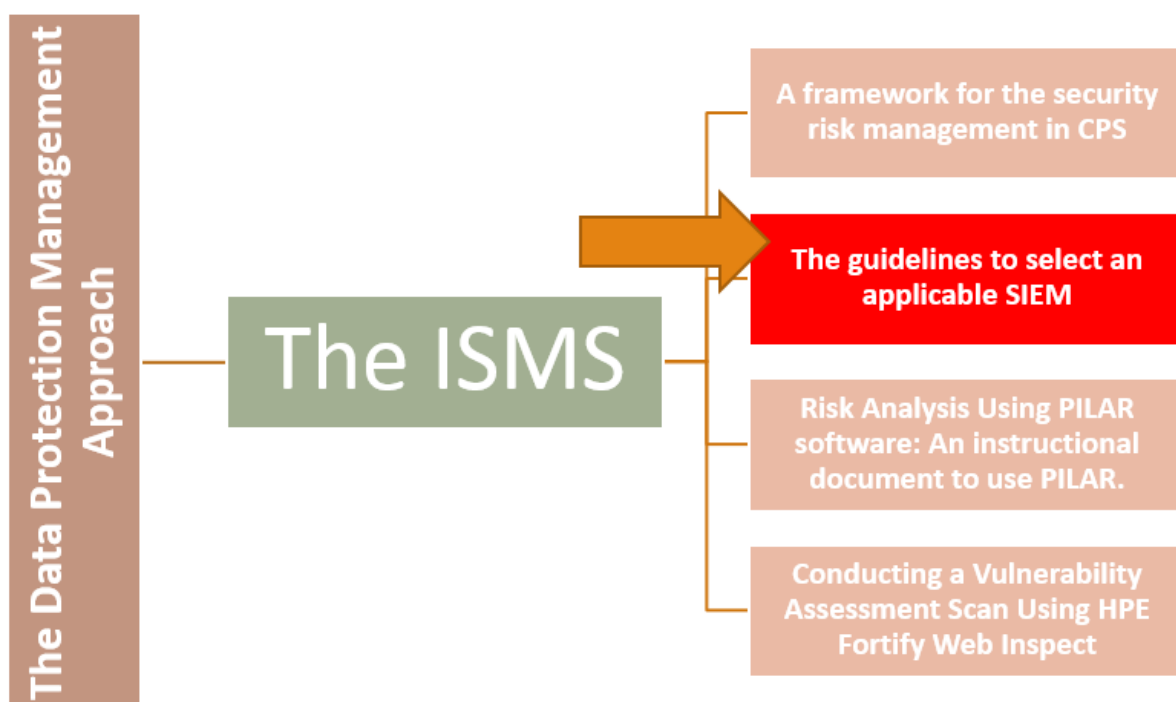 The Data Protection Management
Approach
The ISMS
A framework for the security
risk management in CPS
The guidelines to select an
applicable SIEM
Risk Analysis Using PILAR
software: An instructional
document to use PILAR.
Conducting a Vulnerability
Assessment Scan Using HPE
Fortify Web Inspect